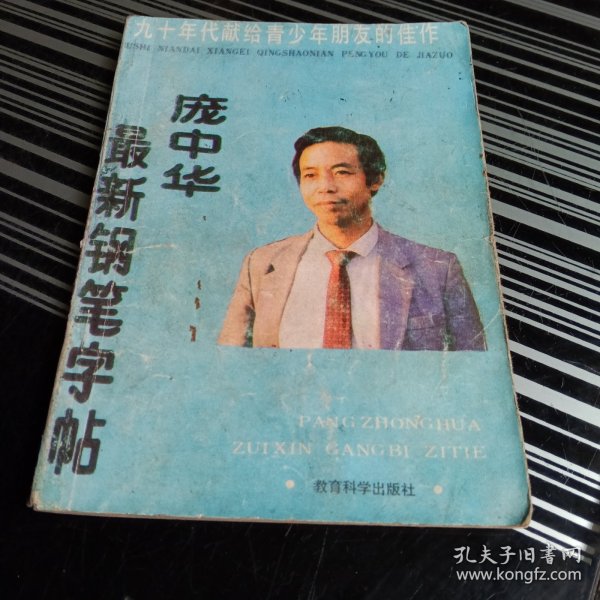 九十年代献给青少年朋友的佳作
USHI NIANDAI XIANGEI QINGSHAONIAN PENGYOU DE JIAZUO
庞中华
最新钢笔字帖
PANG ZHONGHUA
ZUIXIN GANGBI ZITIE
• 教育科学出版社 •
孔夫子旧书网
www.kongfz.com